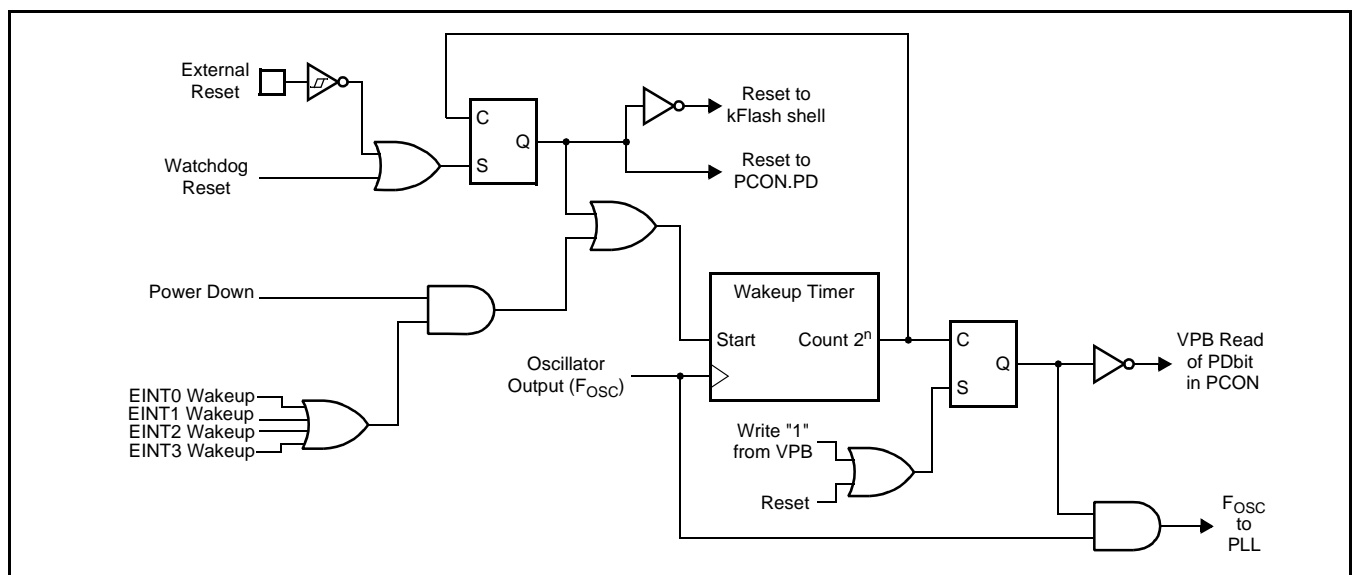 External
Reset
Watchdog
Reset
C
Q
S
Reset to
kFlash shell
Reset to
PCON.PD
Power Down
EINT0 Wakeup
EINT1 Wakeup
EINT2 Wakeup
EINT3 Wakeup
Wakeup Timer
Start
Count 2ⁿ
Oscillator
Output (FOSC)
Write "1"
from VPB
Reset
C
Q
S
VPB Read
of PDbit
in PCON
FOSC
to
PLL